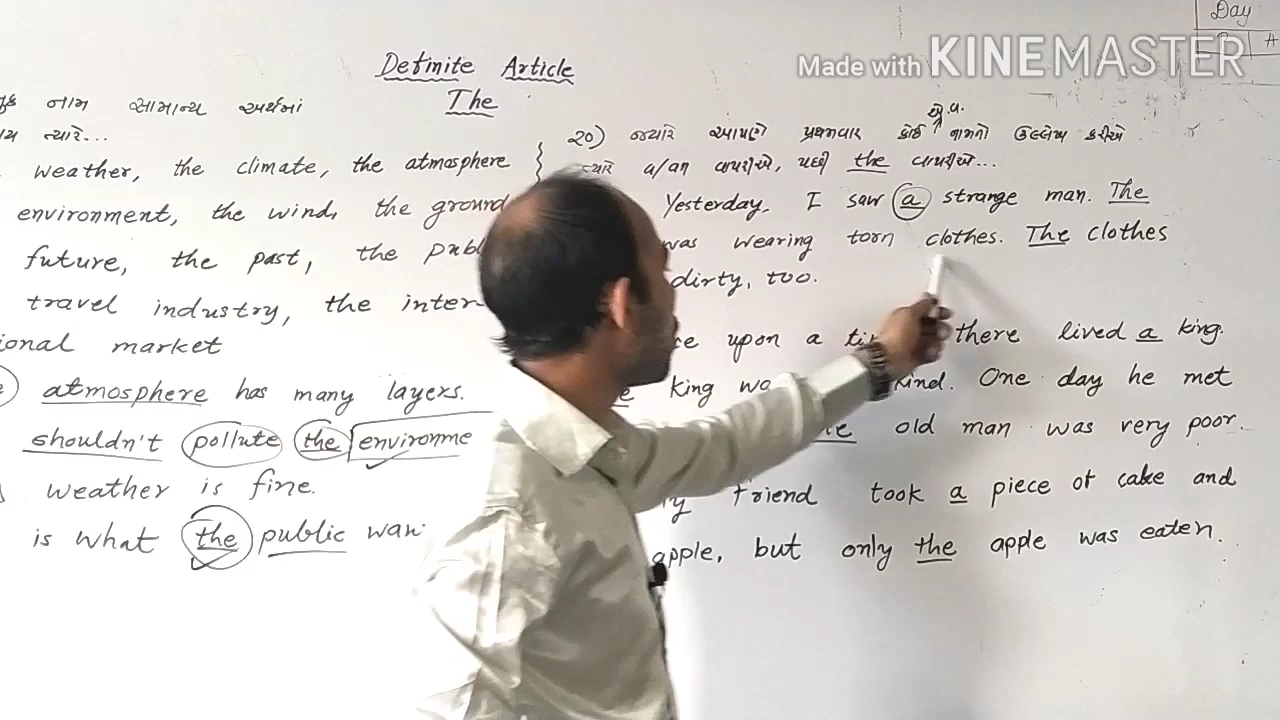 Day
Made with KINEMASTER
Definite Article
The
નામ સામાન્ય અર્થમાં
ત્યારે...
weather, the climate, the atmosphere
environment, the wind, the ground
future, the past, the
travel industry, the inter-
ional market
atmosphere has many layers.
shouldn't pollute the environme
weather is fine.
is what the public
૨૦) જ્યારે આપણે પ્રથમવાર કોઈ એ.વ. નામનો ઉલ્લેખ કરીએ
ત્યારે a/an વાપરીએ, પછી the વાપરીએ...
Yesterday, I saw a strange man. The
was wearing torn clothes. The clothes
dirty, too.
upon a there lived a king.
king kind. One day he met
old man was very poor.
friend took a piece of cake and
apple, but only the apple was eaten.